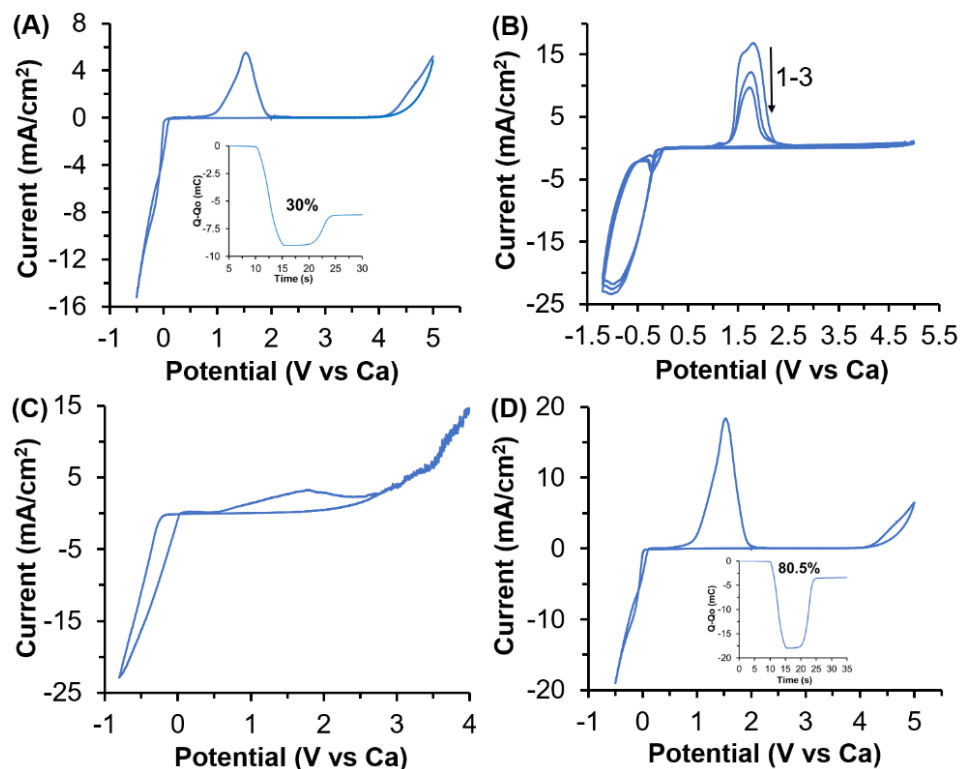 (A)
8
4
0
-4
-8
-12
-16
Current (mA/cm²)
-1 0 1 2 3 4 5
Potential (V vs Ca)
0
-2.5
-5
-7.5
-10
Q-Qo (mC)
30%
5 10 15 20 25 30
Time (s)
(B)
15
5
-5
-15
-25
Current (mA/cm²)
1-3
-1.5 -0.5 0.5 1.5 2.5 3.5 4.5 5.5
Potential (V vs Ca)
(C)
15
5
-5
-15
-25
Current (mA/cm²)
-1 0 1 2 3 4
Potential (V vs Ca)
(D)
20
10
0
-10
-20
Current (mA/cm²)
-1 0 1 2 3 4 5
Potential (V vs Ca)
0
-5
-10
-15
-20
Q-Qo (mC)
80.5%
0 5 10 15 20 25 30 35
Time (s)